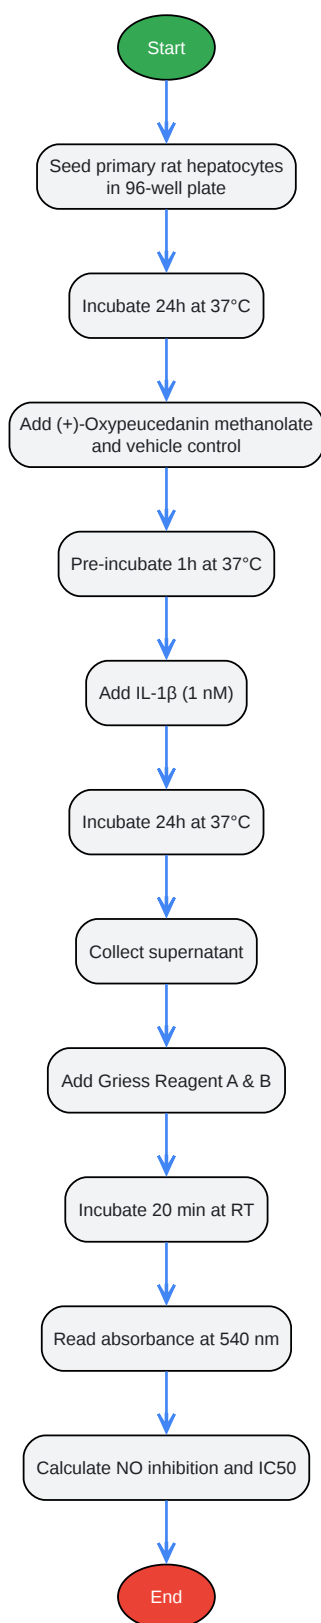 Start
Seed primary rat hepatocytes
in 96-well plate
Incubate 24h at 37°C
Add (+)-Oxypeucedanin methanolate
and vehicle control
Pre-incubate 1h at 37°C
Add IL-1β (1 nM)
Incubate 24h at 37°C
Collect supernatant
Add Griess Reagent A & B
Incubate 20 min at RT
Read absorbance at 540 nm
Calculate NO inhibition and IC50
End